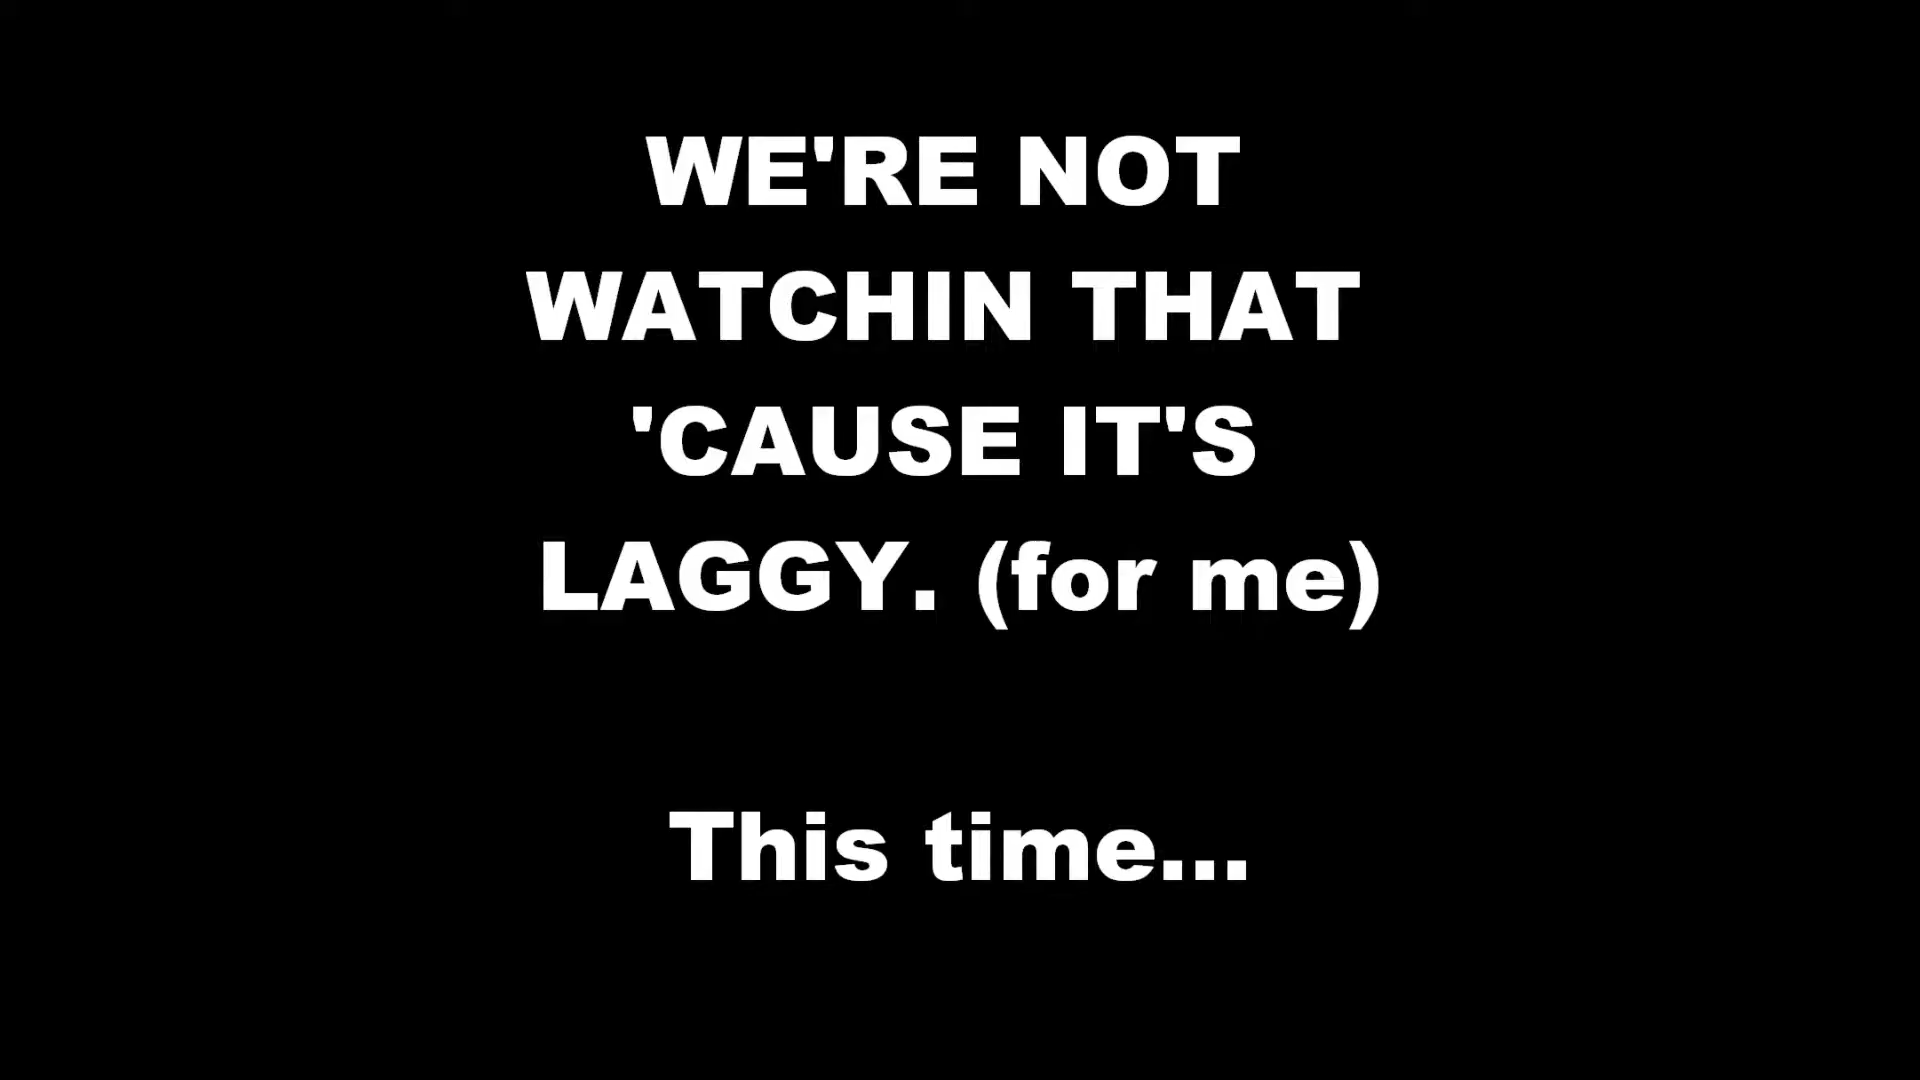 WE'RE NOT
WATCHIN THAT
'CAUSE IT'S
LAGGY. (for me)
This time...